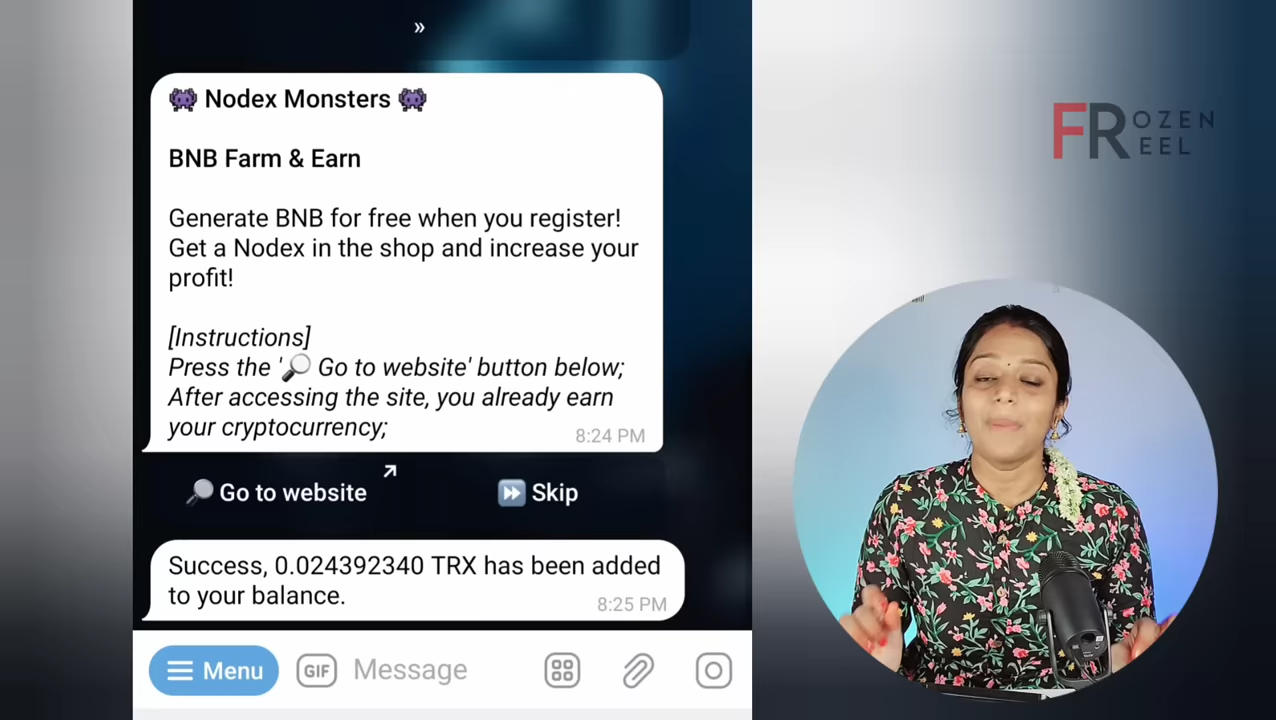 »
👾 Nodex Monsters 👾
BNB Farm & Earn
Generate BNB for free when you register!
Get a Nodex in the shop and increase your
profit!
[Instructions]
Press the '🔎 Go to website' button below;
After accessing the site, you already earn
your cryptocurrency;
8:24 PM
🔎 Go to website
⏩ Skip
Success, 0.024392340 TRX has been added
to your balance.
8:25 PM
Menu
GIF
Message
FROZEN
REEL